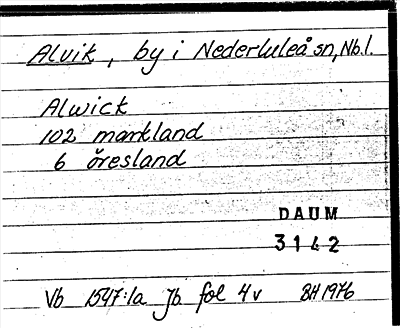 Alvik, by i Nederluleå sn, Nb.l.
Alwick
102 markland
6 öresland
DAUM
3142
Vb 1547:1a Jb fol 4v BH 1976